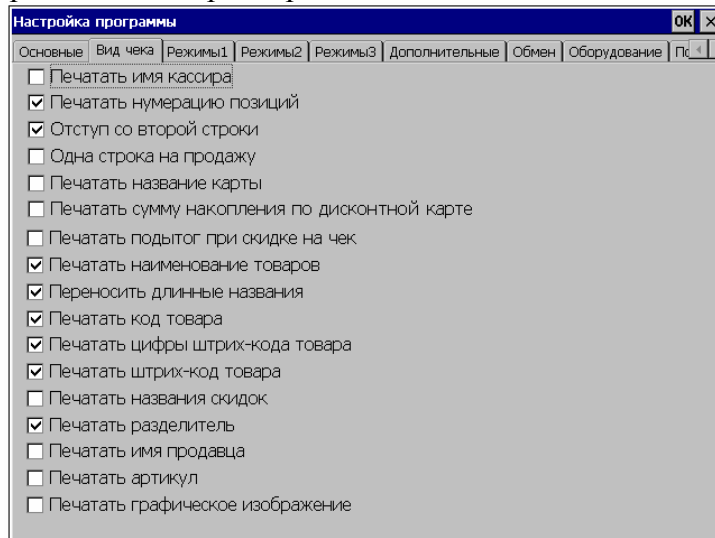 Настройка программы OK ×
Основные Вид чека Режимы1 Режимы2 Режимы3 Дополнительные Обмен Оборудование
Печатать имя кассира
Печатать нумерацию позиций
Отступ со второй строки
Одна строка на продажу
Печатать название карты
Печатать сумму накопления по дисконтной карте
Печатать подытог при скидке на чек
Печатать наименование товаров
Переносить длинные названия
Печатать код товара
Печатать цифры штрих-кода товара
Печатать штрих-код товара
Печатать названия скидок
Печатать разделитель
Печатать имя продавца
Печатать артикул
Печатать графическое изображение